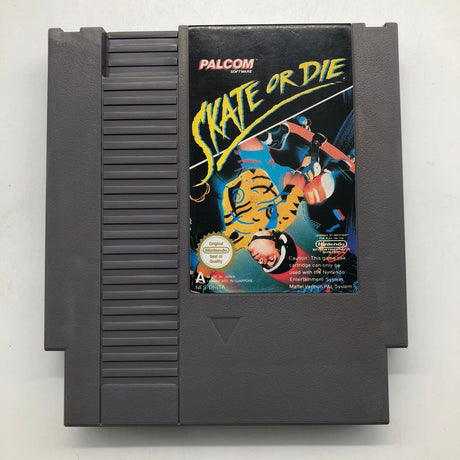 PALCOM
SOFTWARE
SKATE OR DIE
Original
Nintendo
Seal of
Quality
Nintendo
Caution: This game pak
cartridge can only be
used with the Nintendo
Entertainment System
Mattel Version PAL System
A